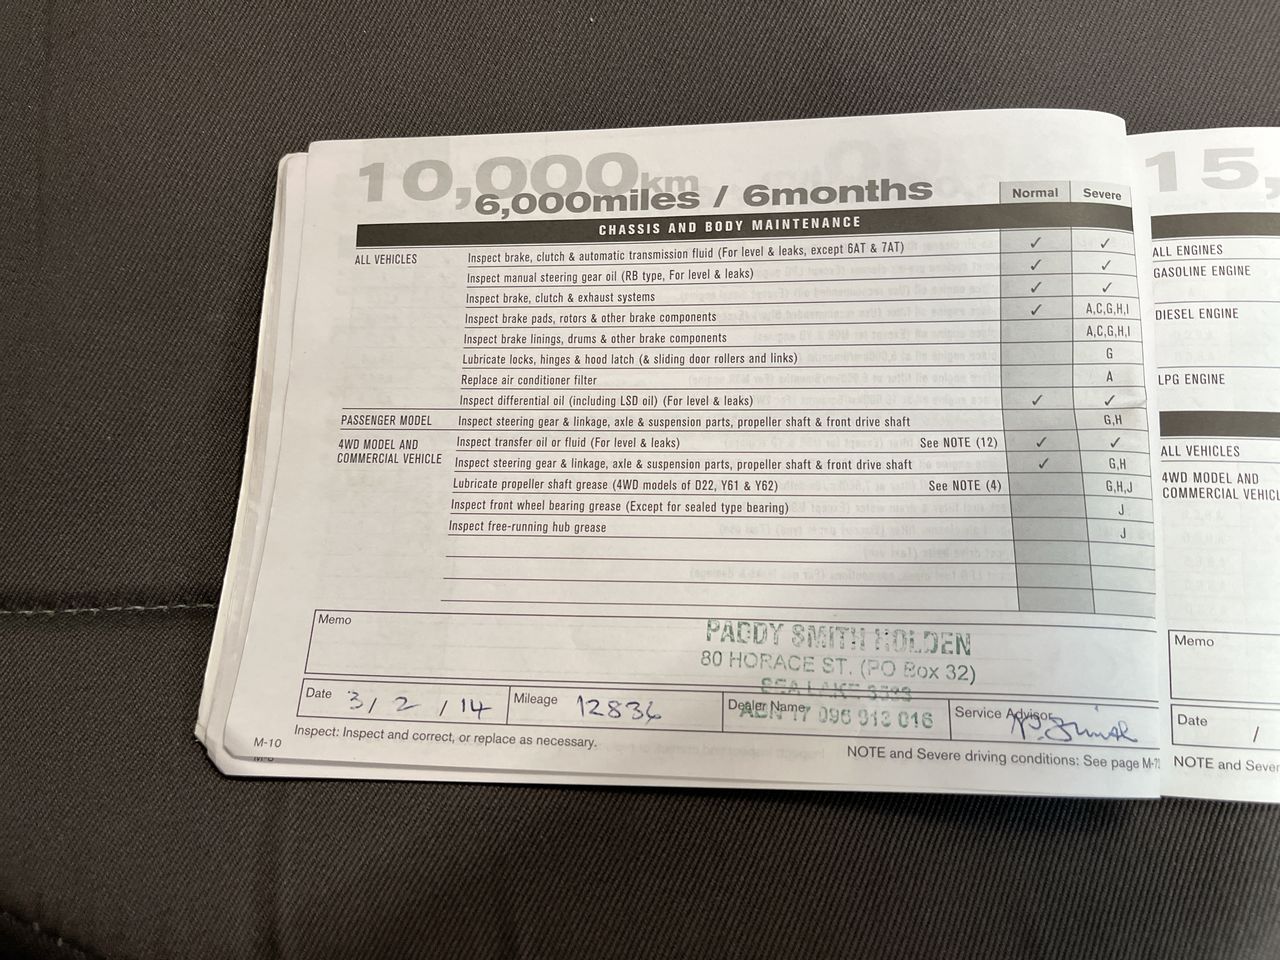 10,000km
6,000miles / 6months
Normal Severe
CHASSIS AND BODY MAINTENANCE
ALL VEHICLES Inspect brake, clutch & automatic transmission fluid (For level & leaks, except 6AT & 7AT) ✓ ✓
Inspect manual steering gear oil (RB type, For level & leaks) ✓ ✓
Inspect brake, clutch & exhaust systems ✓ ✓
Inspect brake pads, rotors & other brake components ✓ A,C,G,H,I
Inspect brake linings, drums & other brake components A,C,G,H,I
Lubricate locks, hinges & hood latch (& sliding door rollers and links) G
Replace air conditioner filter A
Inspect differential oil (including LSD oil) (For level & leaks) ✓ ✓
PASSENGER MODEL Inspect steering gear & linkage, axle & suspension parts, propeller shaft & front drive shaft G,H
4WD MODEL AND Inspect transfer oil or fluid (For level & leaks) See NOTE (12) ✓ ✓
COMMERCIAL VEHICLE Inspect steering gear & linkage, axle & suspension parts, propeller shaft & front drive shaft ✓ G,H
Lubricate propeller shaft grease (4WD models of D22, Y61 & Y62) See NOTE (4) G,H,J
Inspect front wheel bearing grease (Except for sealed type bearing) J
Inspect free-running hub grease J
Memo
PADDY SMITH HOLDEN
80 HORACE ST. (PO Box 32)
SEA LAKE 3533
ABN 17 096 913 016
Date 3/2/14 Mileage 12836 Dealer Name Service Advisor
Inspect: Inspect and correct, or replace as necessary.
M-10
NOTE and Severe driving conditions: See page
15,
ALL ENGINES
GASOLINE ENGINE
DIESEL ENGINE
LPG ENGINE
ALL VEHICLES
4WD MODEL AND
COMMERCIAL
Memo
Date /
NOTE and